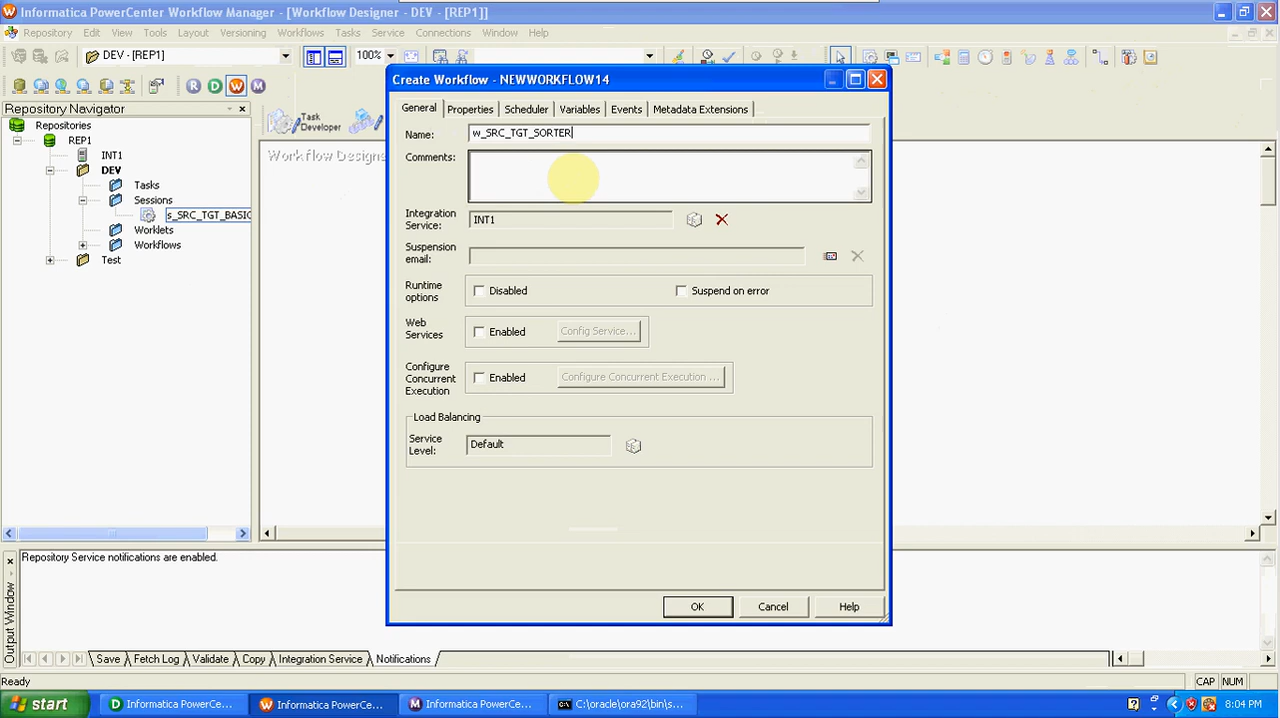 Informatica PowerCenter Workflow Manager - [Workflow Designer - DEV - [REP1]]
Repository Edit View Tasks Layout Versioning Workflows Tasks Service Connections Window Help
DEV - [REP1]
100%
R D W M
Repository Navigator
Task Developer
Repositories
REP1
INT1
DEV
Tasks
Sessions
s_SRC_TGT_BASIC
Worklets
Workflows
Test
Workflow Designe
Create Workflow - NEWWORKFLOW14
General Properties Scheduler Variables Events Metadata Extensions
Name: w_SRC_TGT_SORTER
Comments:
Integration Service: INT1
Suspension email:
Runtime options Disabled Suspend on error
Web Services Enabled Config Service...
Configure Concurrent Execution Enabled Configure Concurrent Execution ...
Load Balancing
Service Level: Default
OK Cancel Help
Output Window
Repository Service notifications are enabled.
Save Fetch Log Validate Copy Integration Service Notifications
Ready CAP NUM
start Informatica PowerCe... Informatica PowerCe... Informatica PowerCe... C:\oracle\ora92\bin\s... 8:04 PM